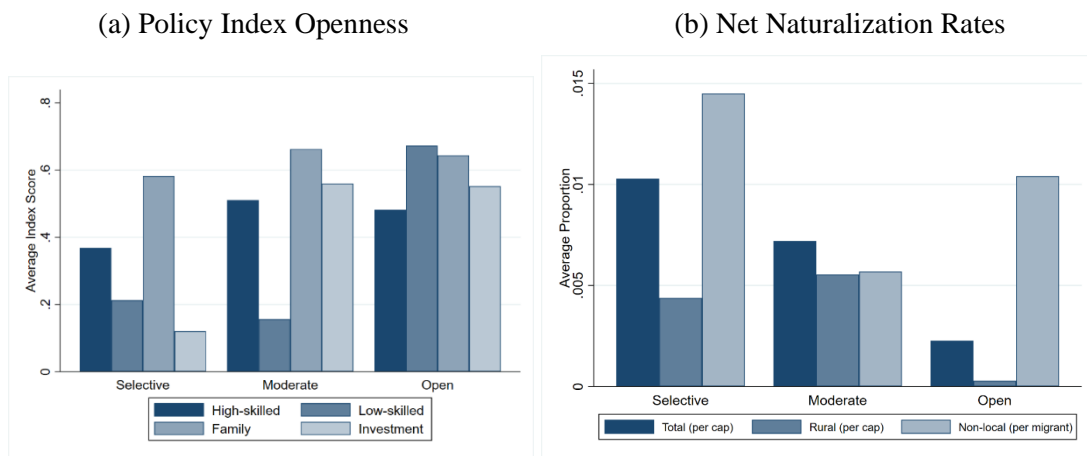 (a) Policy Index Openness
Average Index Score
.8
.6
.4
.2
0
Selective
Moderate
Open
High-skilled
Low-skilled
Family
Investment
(b) Net Naturalization Rates
Average Proportion
.015
.01
.005
0
Selective
Moderate
Open
Total (per cap)
Rural (per cap)
Non-local (per migrant)